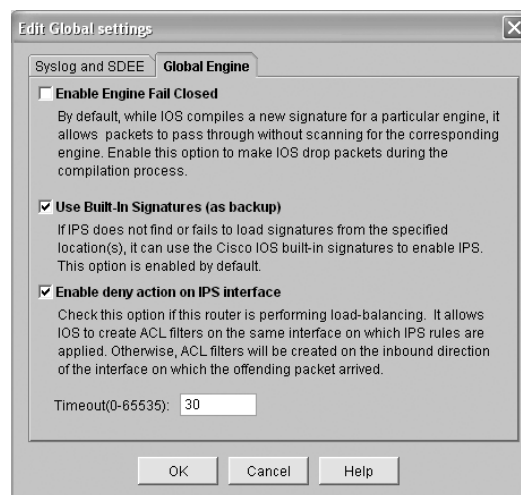 Edit Global settings
Syslog and SDEE
Global Engine
Enable Engine Fail Closed
By default, while IOS compiles a new signature for a particular engine, it
allows packets to pass through without scanning for the corresponding
engine. Enable this option to make IOS drop packets during the
compilation process.
Use Built-In Signatures (as backup)
If IPS does not find or fails to load signatures from the specified
location(s), it can use the Cisco IOS built-in signatures to enable IPS.
This option is enabled by default.
Enable deny action on IPS interface
Check this option if this router is performing load-balancing. It allows
IOS to create ACL filters on the same interface on which IPS rules are
applied. Otherwise, ACL filters will be created on the inbound direction
of the interface on which the offending packet arrived.
Timeout(0-65535): 30
OK Cancel Help